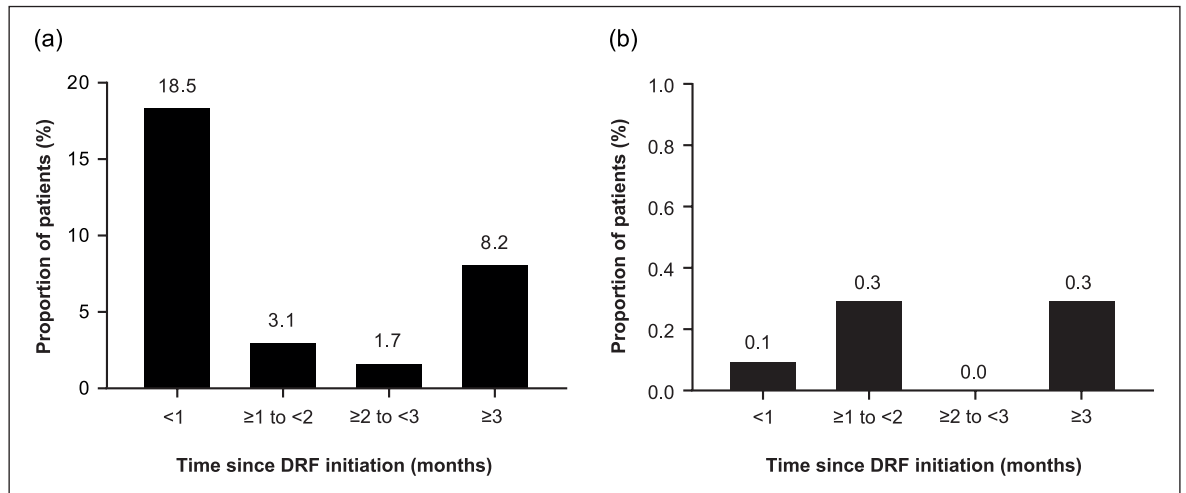 (a)
Proportion of patients (%)
20
15
10
5
0
18.5
3.1
1.7
8.2
<1
≥1 to <2
≥2 to <3
≥3
Time since DRF initiation (months)
(b)
Proportion of patients (%)
1.0
0.8
0.6
0.4
0.2
0.0
0.1
0.3
0.0
0.3
<1
≥1 to <2
≥2 to <3
≥3
Time since DRF initiation (months)